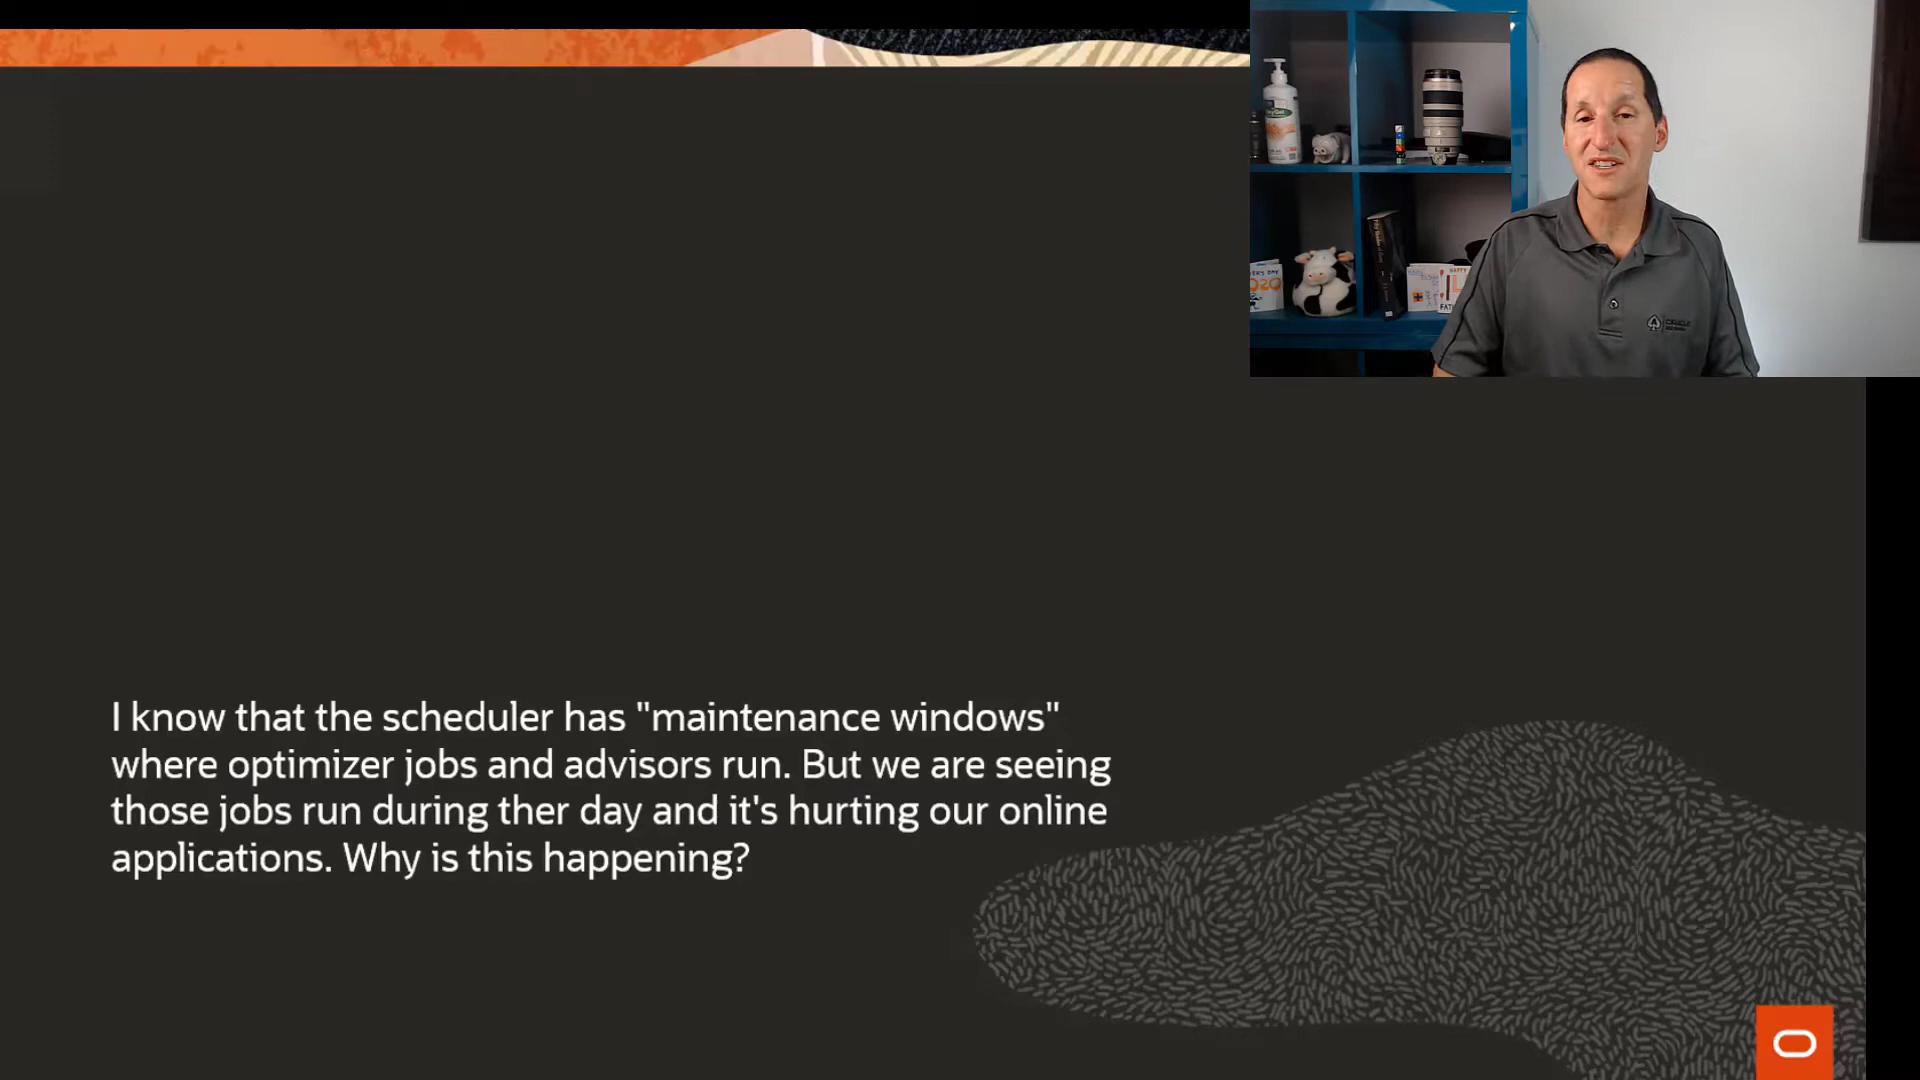 I know that the scheduler has "maintenance windows"
where optimizer jobs and advisors run. But we are seeing
those jobs run during ther day and it's hurting our online
applications. Why is this happening?